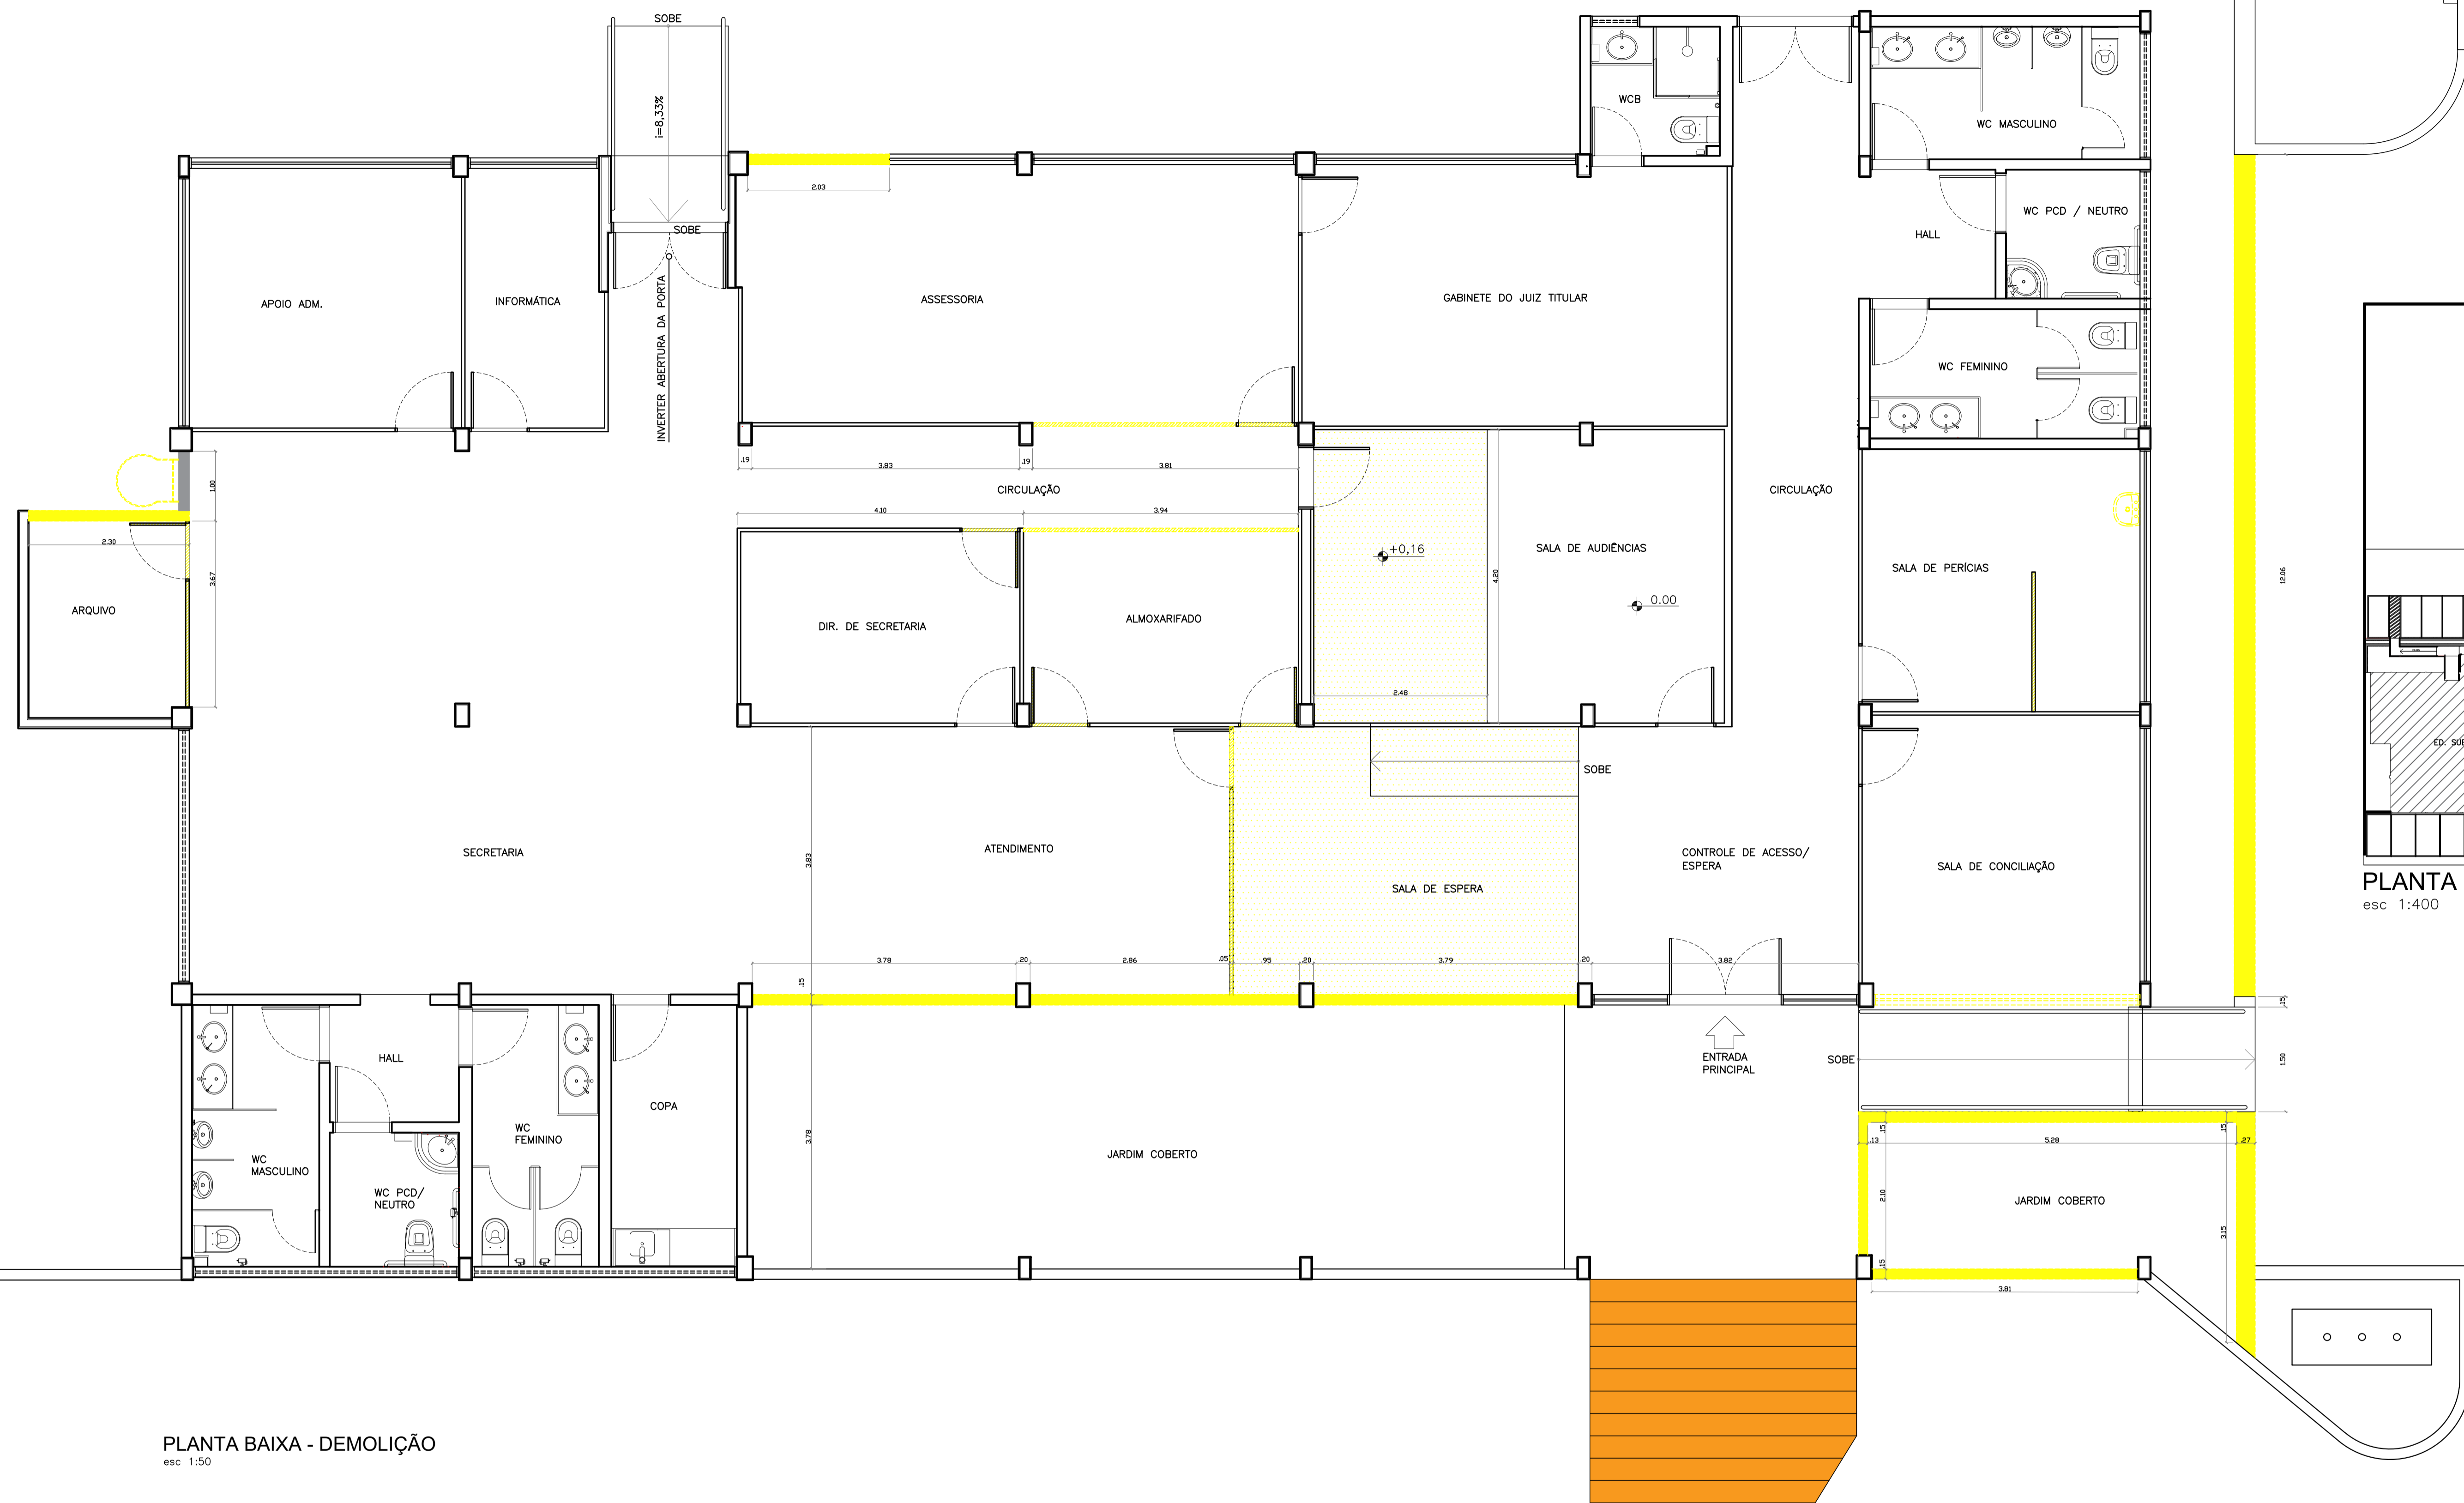 SOBE
i=8,33%
WCB
WC MASCULINO
2.03
WC PCD / NEUTRO
SOBE
HALL
APOIO ADM.
INFORMÁTICA
INVERTER ABERTURA DA PORTA
ASSESSORIA
GABINETE DO JUIZ TITULAR
WC FEMININO
.19
3.83
.19
3.81
1.00
CIRCULAÇÃO
CIRCULAÇÃO
4.10
3.94
2.30
+0,16
SALA DE AUDIÊNCIAS
4.20
SALA DE PERÍCIAS
12.06
3.67
0.00
ARQUIVO
DIR. DE SECRETARIA
ALMOXARIFADO
2.48
ED. SUB
SOBE
SECRETARIA
3.83
ATENDIMENTO
CONTROLE DE ACESSO/
ESPERA
SALA DE CONCILIAÇÃO
SALA DE ESPERA
PLANTA
esc 1:400
3.78
.20
2.86
.05
.95
.20
3.79
.20
3.82
.15
.15
HALL
ENTRADA
PRINCIPAL
SOBE
1.50
COPA
WC
FEMININO
3.78
.15
.15
.13
5.28
.27
JARDIM COBERTO
WC
MASCULINO
WC PCD/
NEUTRO
2.10
JARDIM COBERTO
3.15
.15
3.81
PLANTA BAIXA - DEMOLIÇÃO
esc 1:50